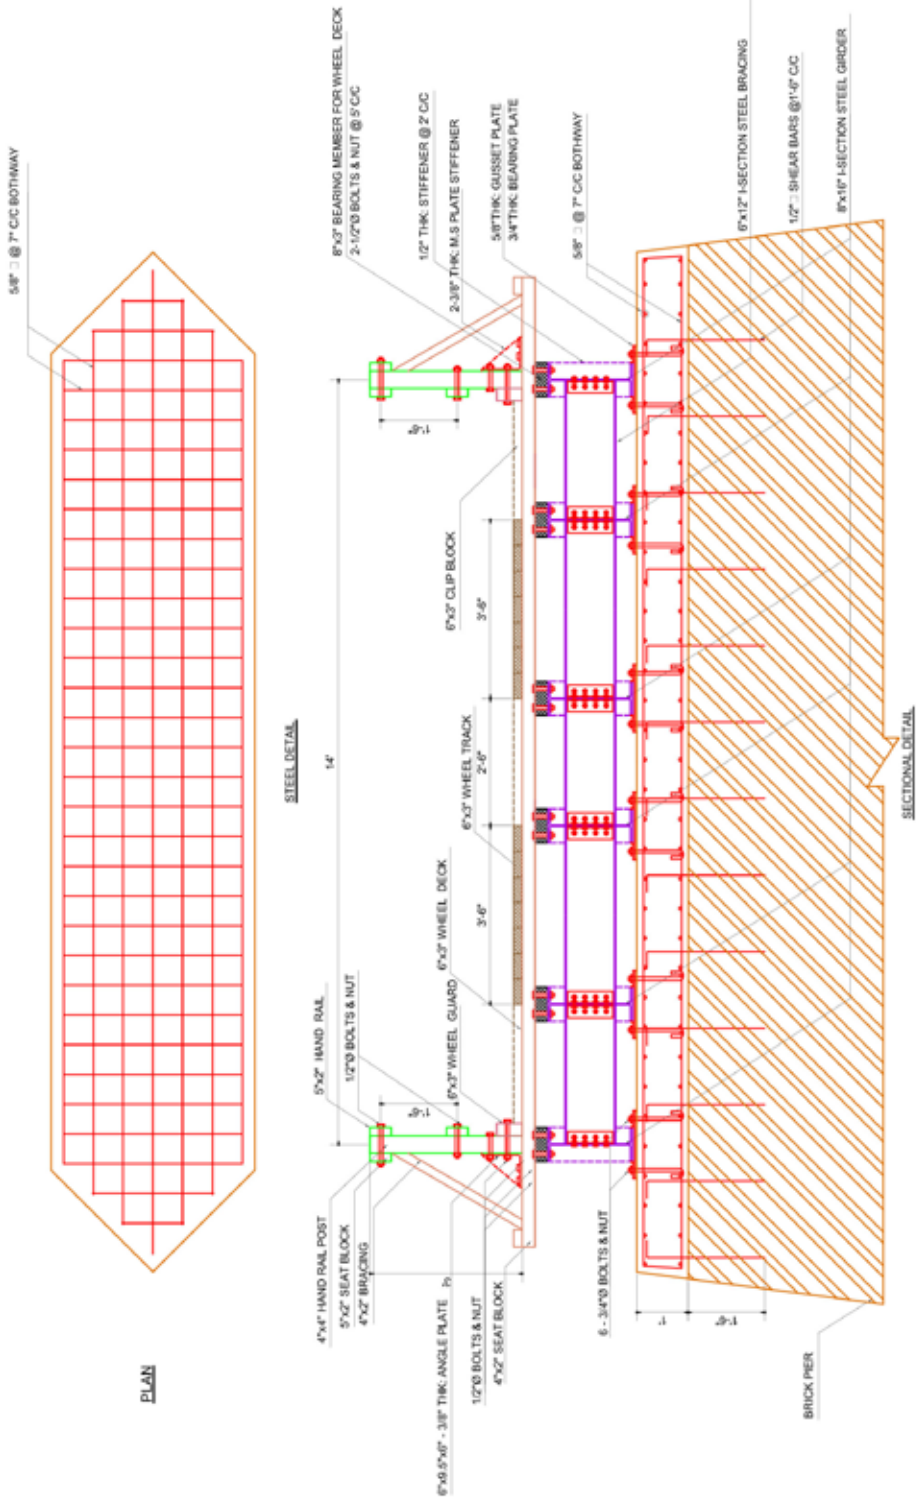 PLAN
5/8" □ @ 7" C/C BOTHWAY
STEEL DETAIL
4"x4" HAND RAIL POST
5"x2" SEAT BLOCK
4"x2" BRACING
6"x9.5"x6" - 3/8" THK: ANGLE PLATE
1/2"Ø BOLTS & NUT
4"x2" SEAT BLOCK
6 - 3/4"Ø BOLTS & NUT
BRICK PIER
5"x2" HAND RAIL
1/2"Ø BOLTS & NUT
6"x3" WHEEL GUARD
6"x3" WHEEL DECK
6"x3" WHEEL TRACK
6"x3" CLIP BLOCK
14'
1'-6"
1'-6"
3'-6"
2'-6"
3'-6"
1'
1'-6"
8"x3" BEARING MEMBER FOR WHEEL DECK
2-1/2"Ø BOLTS & NUT @ 5' C/C
1/2" THK: STIFFENER @ 2' C/C
2-3/8" THK: M.S PLATE STIFFENER
5/8"THK: GUSSET PLATE
3/4"THK: BEARING PLATE
5/8" □ @ 7" C/C BOTHWAY
6"x12" I-SECTION STEEL BRACING
1/2" □ SHEAR BARS @1'-6" C/C
8"x16" I-SECTION STEEL GIRDER
SECTIONAL DETAIL